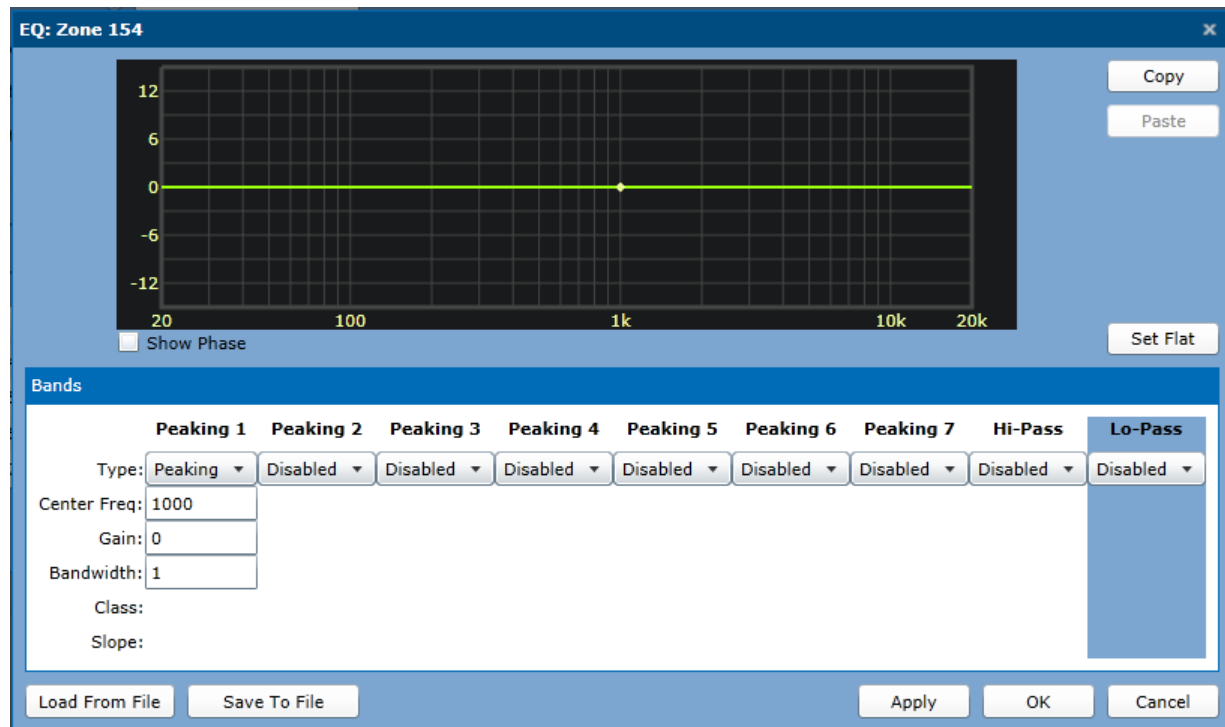 EQ: Zone 154
x
Copy
Paste
12
6
0
-6
-12
20 100 1k 10k 20k
Show Phase
Set Flat
Bands
Peaking 1 Peaking 2 Peaking 3 Peaking 4 Peaking 5 Peaking 6 Peaking 7 Hi-Pass Lo-Pass
Type: Peaking Disabled Disabled Disabled Disabled Disabled Disabled Disabled Disabled
Center Freq: 1000
Gain: 0
Bandwidth: 1
Class:
Slope:
Load From File Save To File Apply OK Cancel